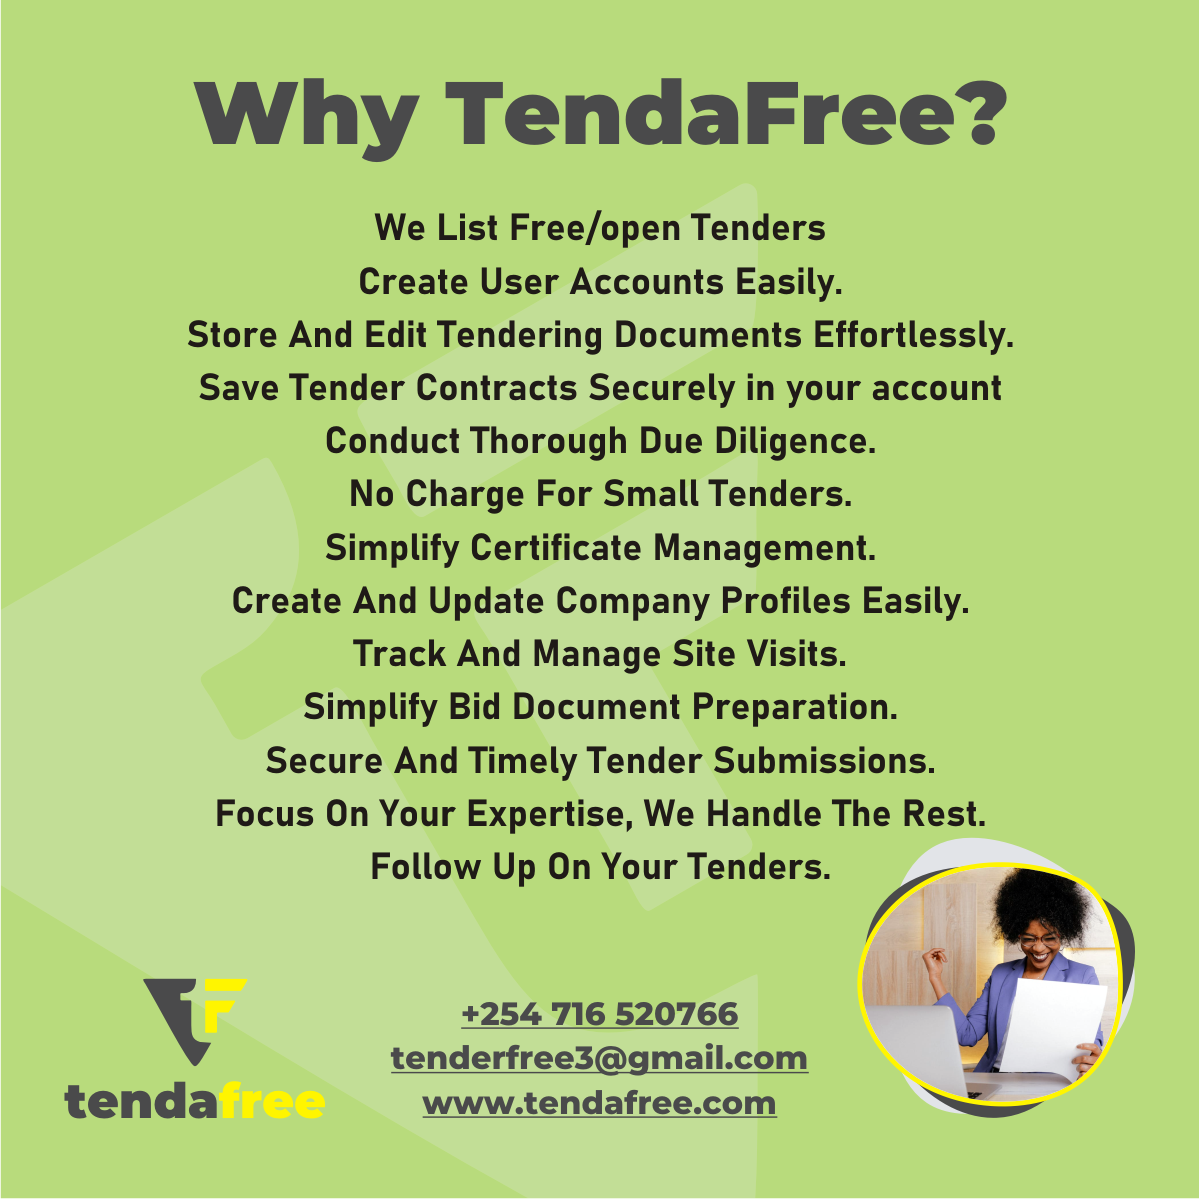 Why TendaFree?
We List Free/open Tenders
Create User Accounts Easily.
Store And Edit Tendering Documents Effortlessly.
Save Tender Contracts Securely in your account
Conduct Thorough Due Diligence.
No Charge For Small Tenders.
Simplify Certificate Management.
Create And Update Company Profiles Easily.
Track And Manage Site Visits.
Simplify Bid Document Preparation.
Secure And Timely Tender Submissions.
Focus On Your Expertise, We Handle The Rest.
Follow Up On Your Tenders.
+254 716 520766
tenderfree3@gmail.com
www.tendafree.com
TF
tendafree